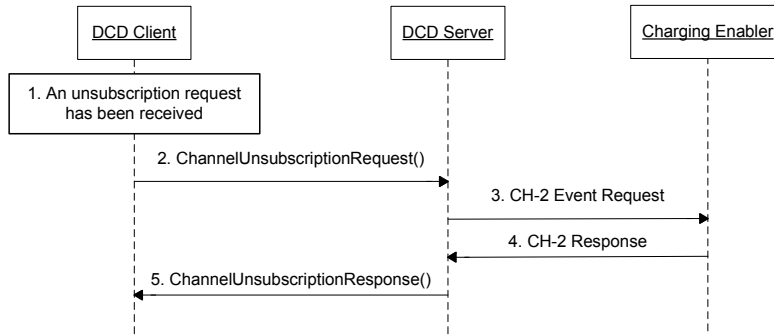 DCD Client
DCD Server
Charging Enabler
1. An unsubscription request
has been received
2. ChannelUnsubscriptionRequest()
3. CH-2 Event Request
4. CH-2 Response
5. ChannelUnsubscriptionResponse()